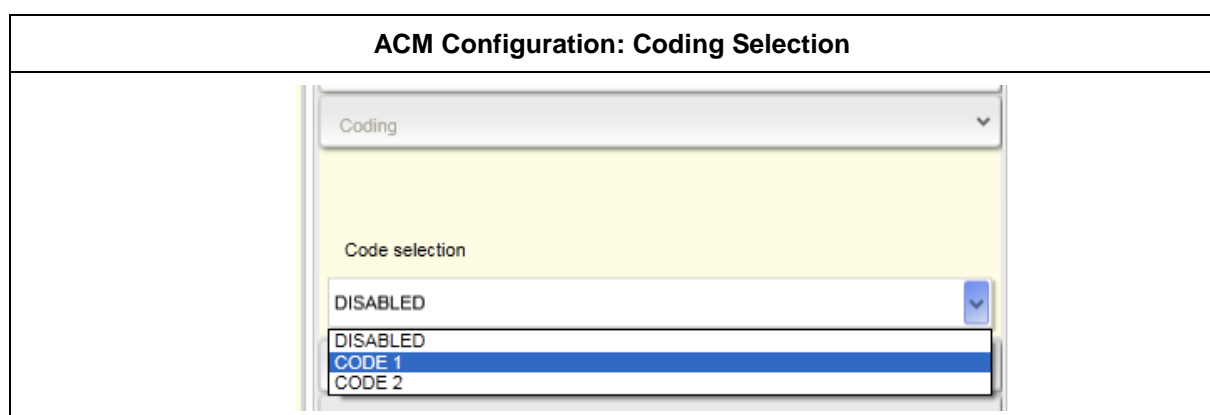 ACM Configuration: Coding Selection
Coding
Code selection
DISABLED
DISABLED
CODE 1
CODE 2